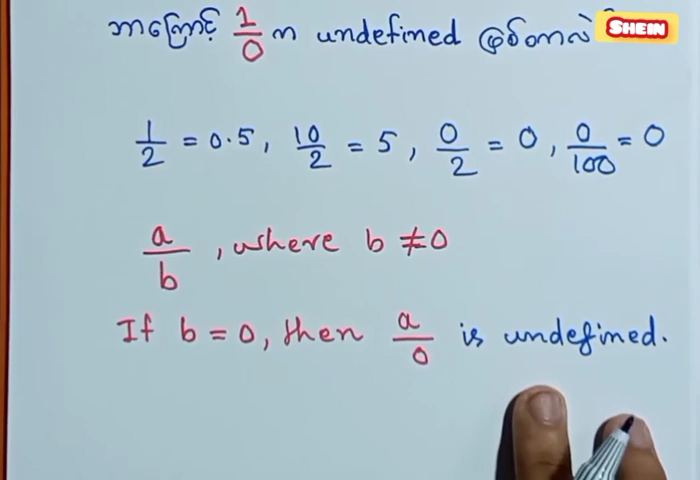 ဘာကြောင့် 1/0 က undefined ဖြစ်တာလဲ
SHEIN
1/2 = 0.5, 10/2 = 5, 0/2 = 0, 0/100 = 0
a/b, where b ≠ 0
If b = 0, then a/0 is undefined.